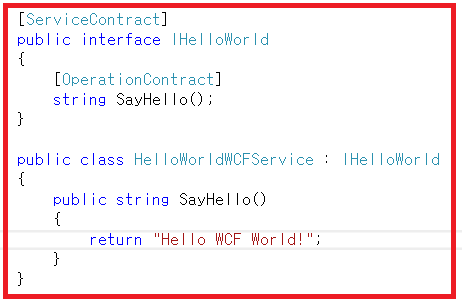 [ServiceContract]
public interface IHelloWorld
{
    [OperationContract]
    string SayHello();
}

public class HelloWorldWCFService : IHelloWorld
{
    public string SayHello()
    {
        return "Hello WCF World!";
    }
}